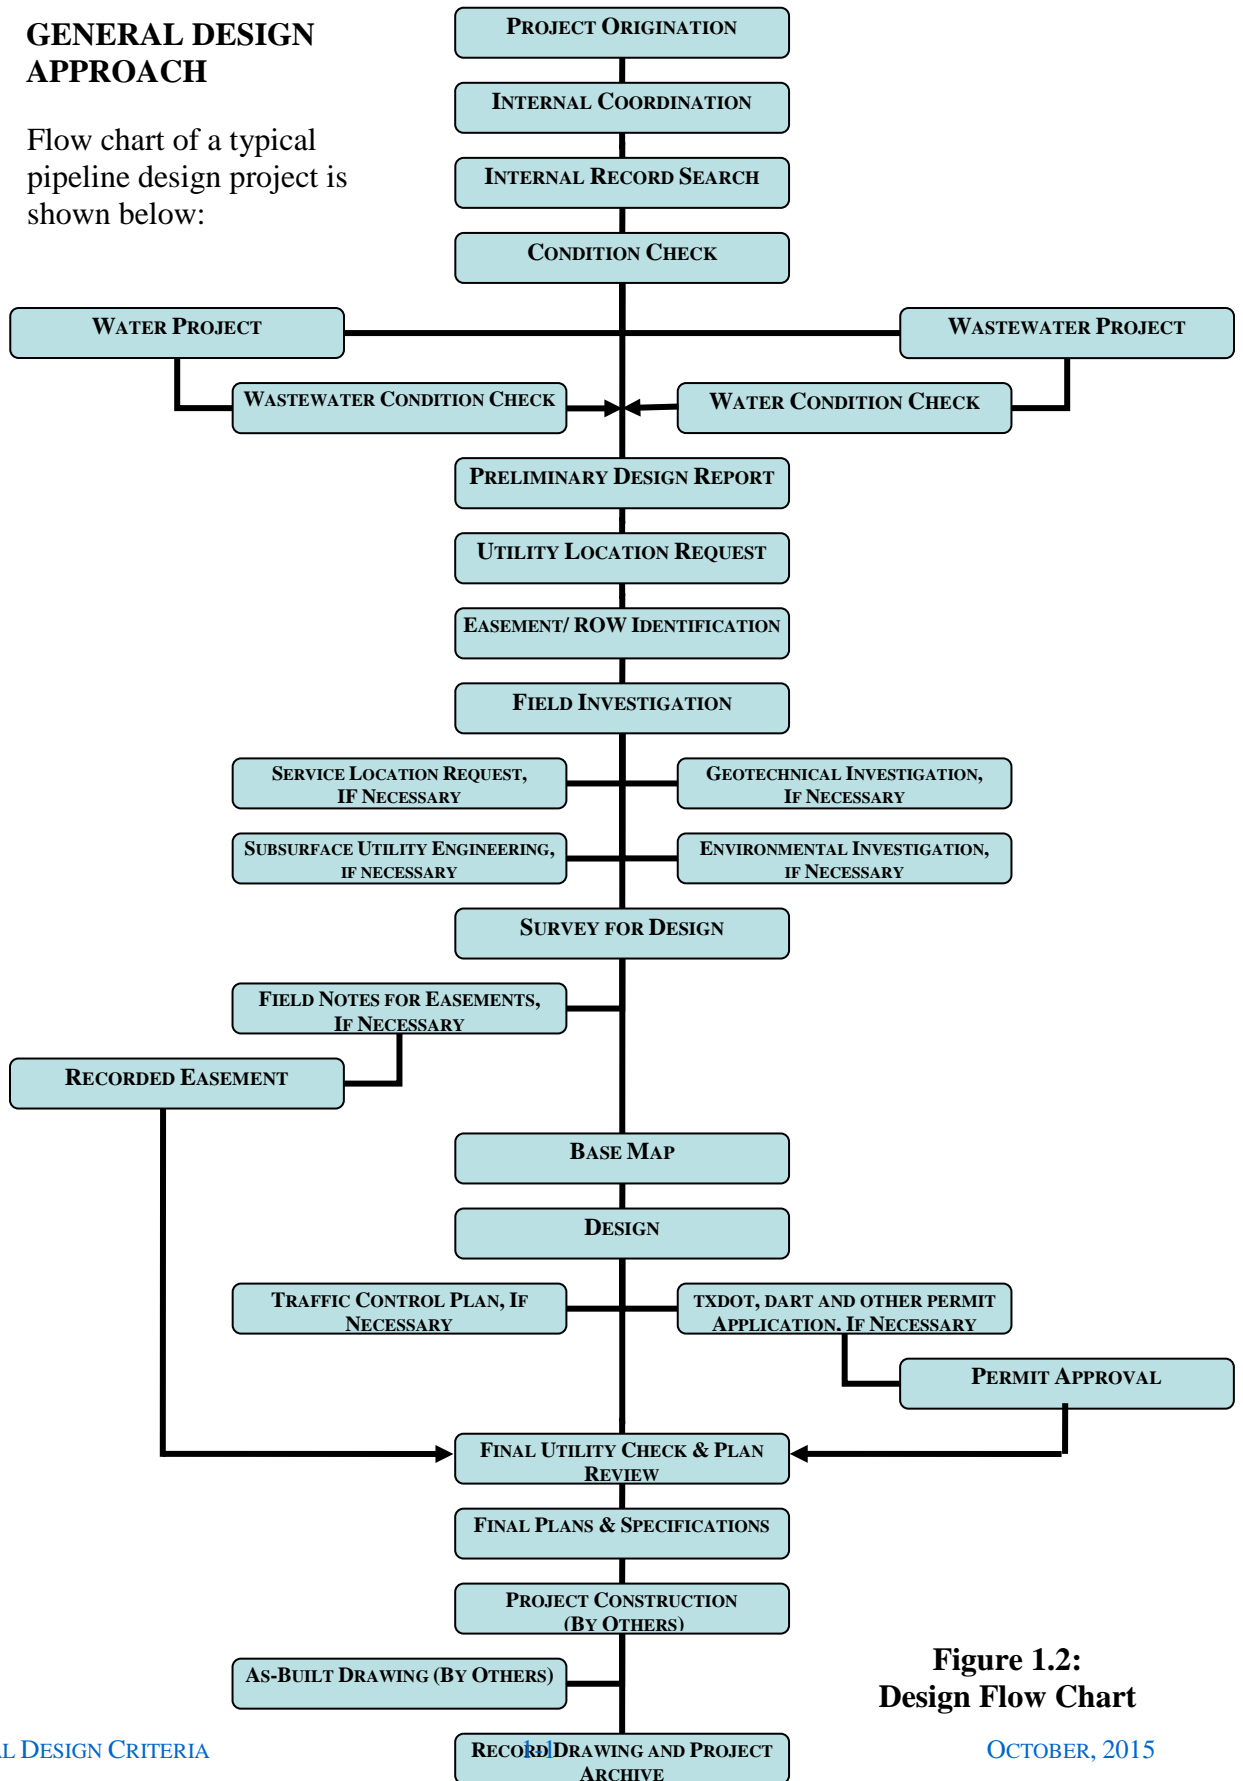 GENERAL DESIGN
APPROACH
Flow chart of a typical
pipeline design project is
shown below:
PROJECT ORIGINATION
INTERNAL COORDINATION
INTERNAL RECORD SEARCH
CONDITION CHECK
WATER PROJECT
WASTEWATER PROJECT
WASTEWATER CONDITION CHECK
WATER CONDITION CHECK
PRELIMINARY DESIGN REPORT
UTILITY LOCATION REQUEST
EASEMENT/ ROW IDENTIFICATION
FIELD INVESTIGATION
SERVICE LOCATION REQUEST,
IF NECESSARY
GEOTECHNICAL INVESTIGATION,
IF NECESSARY
SUBSURFACE UTILITY ENGINEERING,
IF NECESSARY
ENVIRONMENTAL INVESTIGATION,
IF NECESSARY
SURVEY FOR DESIGN
FIELD NOTES FOR EASEMENTS,
IF NECESSARY
RECORDED EASEMENT
BASE MAP
DESIGN
TRAFFIC CONTROL PLAN, IF
NECESSARY
TXDOT, DART AND OTHER PERMIT
APPLICATION, IF NECESSARY
PERMIT APPROVAL
FINAL UTILITY CHECK & PLAN
REVIEW
FINAL PLANS & SPECIFICATIONS
PROJECT CONSTRUCTION
(BY OTHERS)
AS-BUILT DRAWING (BY OTHERS)
Figure 1.2:
Design Flow Chart
RECORD DRAWING AND PROJECT
ARCHIVE
AL DESIGN CRITERIA
1-1
OCTOBER, 2015